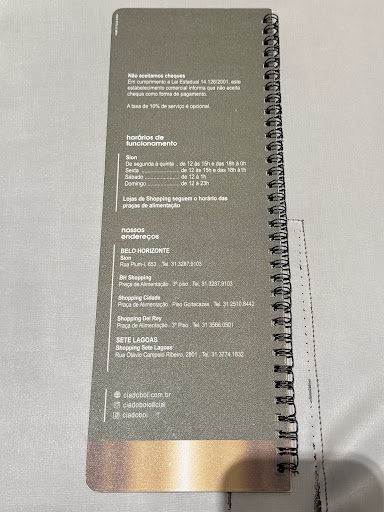 Não aceitamos cheques
Em cumprimento a Lei Estadual 14.126/2001, este
estabelecimento comercial informa que não aceita
cheque como forma de pagamento.
A taxa de 10% de serviço é opcional.
horários de
funcionamento
Sion
De segunda à quinta . de 12 às 15h e das 18h à 0h
Sexta .................... de 12 às 15h e das 18h à 1h
Sábado .................. de 12 à 1h
Domingo ................ de 12 à 23h
Lojas de Shopping seguem o horário das
praças de alimentação
nossos
endereços
BELO HORIZONTE
Sion
Rua Pium-i, 653 . Tel. 31.3287.9103
BH Shopping
Praça de Alimentação . 3º piso . Tel. 31.3287.9103
Shopping Cidade
Praça de Alimentação . Piso Goitacazes . Tel. 31 2510.8442
Shopping Del Rey
Praça de Alimentação . 3º Piso . Tel. 31.3566.0501
SETE LAGOAS
Shopping Sete Lagoas
Rua Otávio Campelo Ribeiro, 2801 . Tel. 31 3774.1832
ciadoboi.com.br
ciadoboioficial
ciadoboi